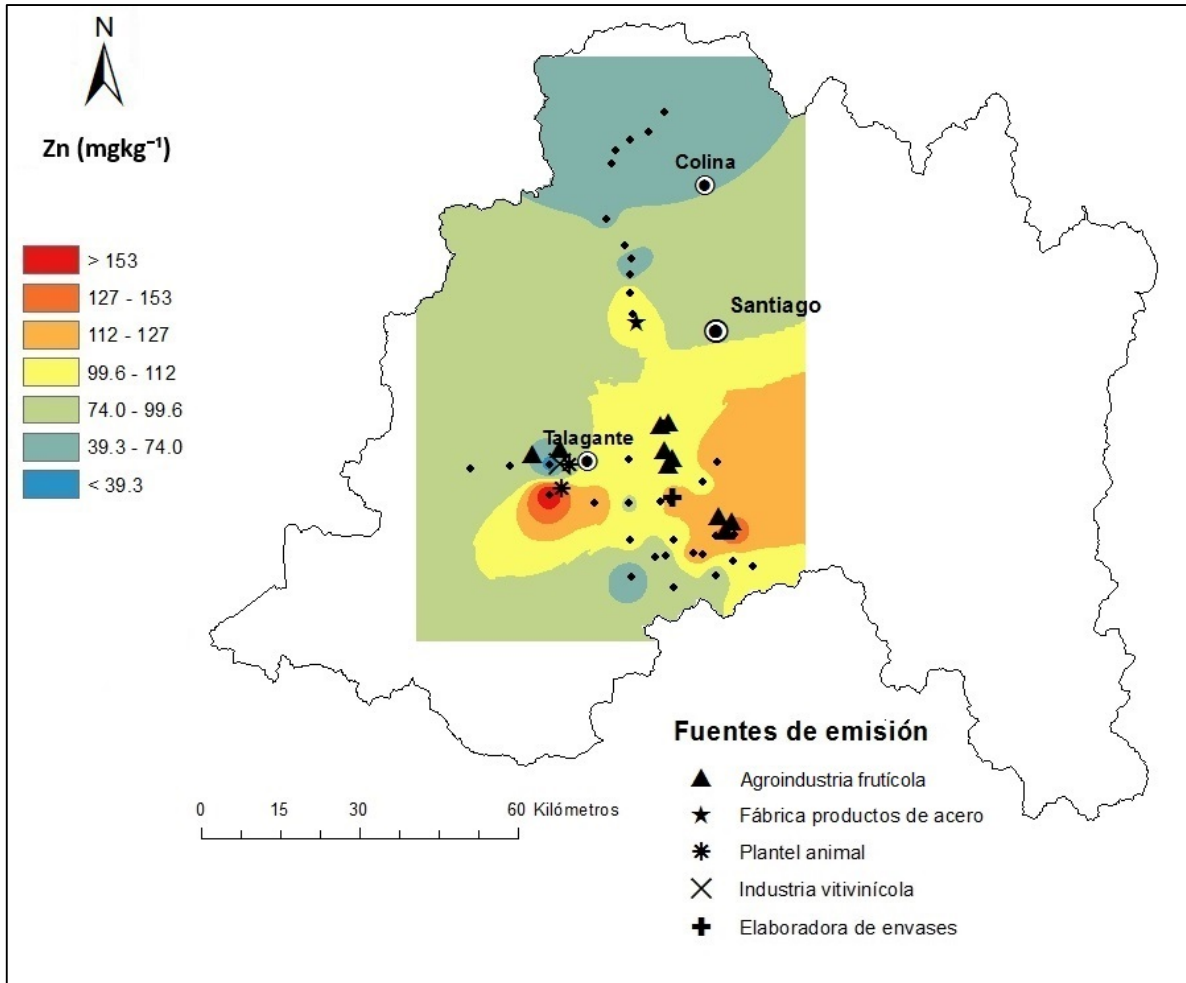 N
Zn (mgkg⁻¹)
> 153
127 - 153
112 - 127
99.6 - 112
74.0 - 99.6
39.3 - 74.0
< 39.3
Colina
Santiago
Talagante
Fuentes de emisión
Agroindustria frutícola
Fábrica productos de acero
Plantel animal
Industria vitivinícola
Elaboradora de envases
0 15 30 60 Kilómetros